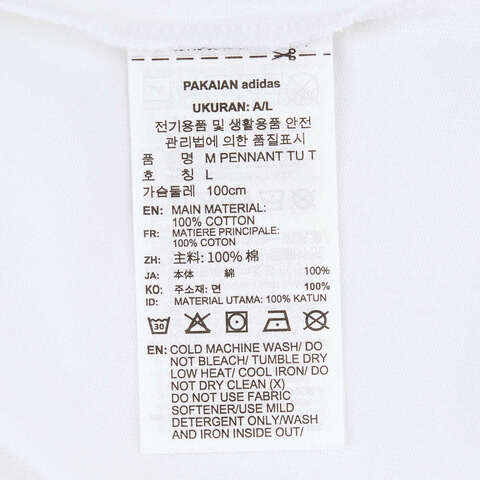 PAKAIAN adidas
UKURAN: A/L
전기용품 및 생활용품 안전
관리법에 의한 품질표시
품 명 M PENNANT TU T
호 칭 L
가슴둘레 100cm
EN: MAIN MATERIAL:
100% COTTON
FR: MATIÈRE PRINCIPALE:
100% COTON
ZH: 主料: 100% 棉
JA: 本体 綿 100%
KO: 주소재: 면 100%
ID: MATERIAL UTAMA: 100% KATUN
30
EN: COLD MACHINE WASH/ DO
NOT BLEACH/ TUMBLE DRY
LOW HEAT/ COOL IRON/ DO
NOT DRY CLEAN (X)
DO NOT USE FABRIC
SOFTENER/USE MILD
DETERGENT ONLY/WASH
AND IRON INSIDE OUT/